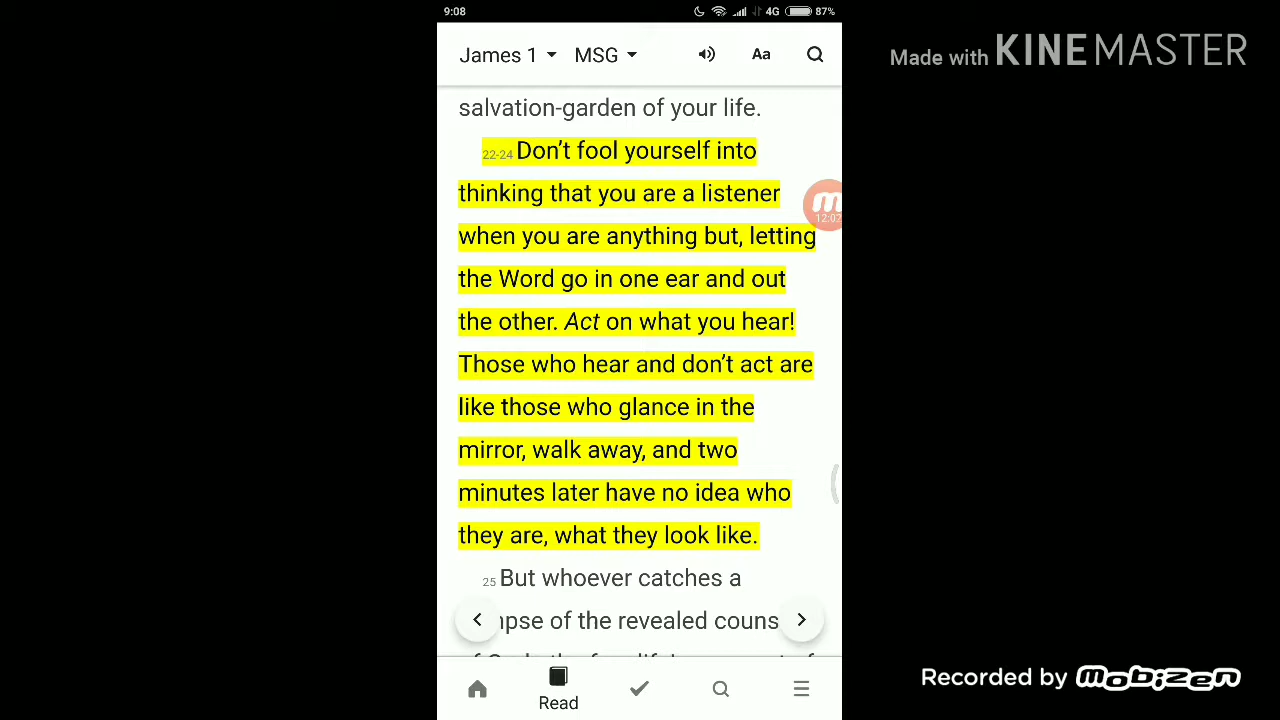 9:08
4G 87%
Made with KINEMASTER
James 1 MSG Aa
salvation-garden of your life.
22-24 Don’t fool yourself into
thinking that you are a listener
12:02
when you are anything but, letting
the Word go in one ear and out
the other. Act on what you hear!
Those who hear and don’t act are
like those who glance in the
mirror, walk away, and two
minutes later have no idea who
they are, what they look like.
25 But whoever catches a
of the revealed
Read
Recorded by mobizen